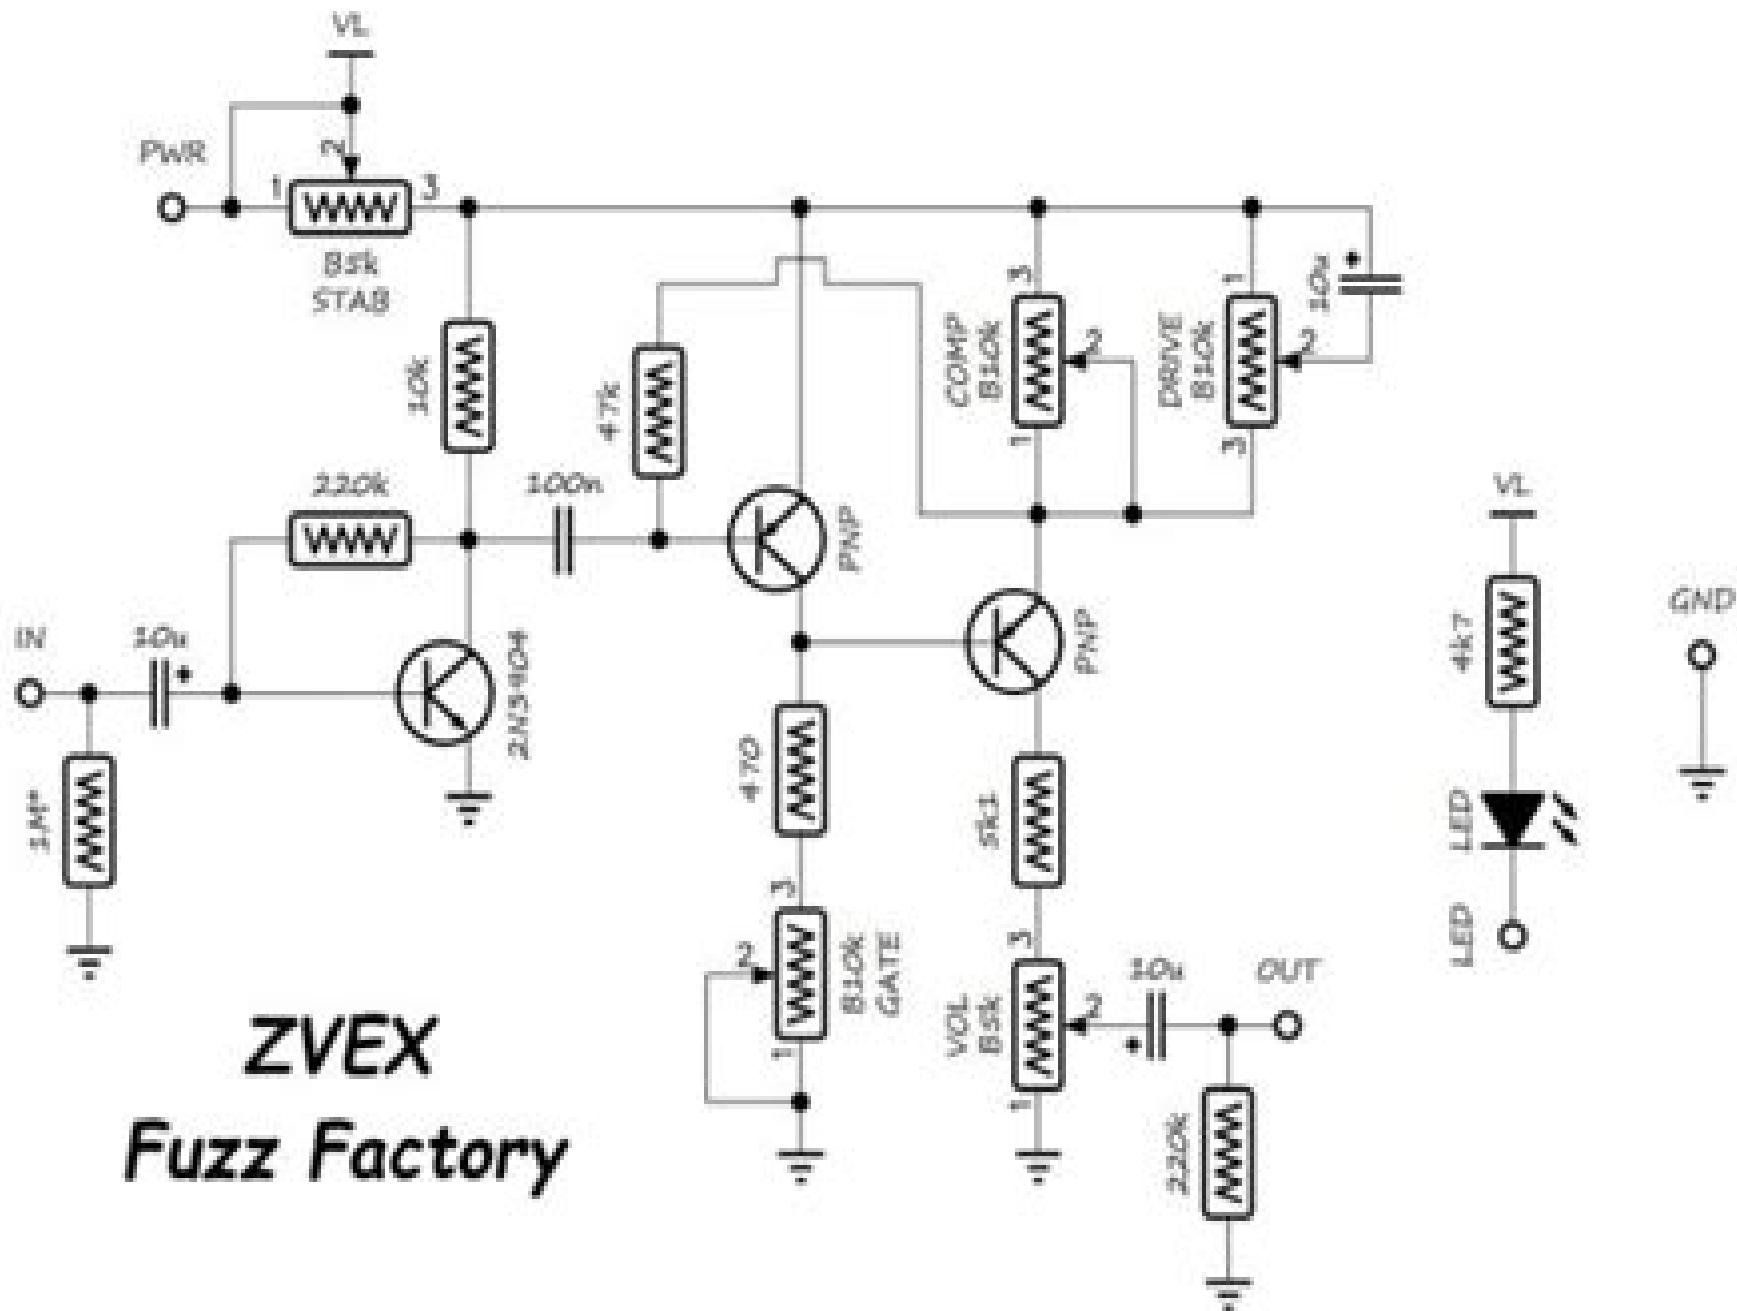 VL
PWR
1
2
3
B5k
STAB
10k
47k
220k
100n
PNP
3
COMP
B10k
2
1
1
DRIVE
B10k
2
3
10u
IN
10u
1M*
2N3904
PNP
470
5k1
3
2
B10k
GATE
1
3
VOL
B5k
2
1
10u
OUT
220k
VL
4k7
LED
LED
GND
ZVEX
Fuzz Factory